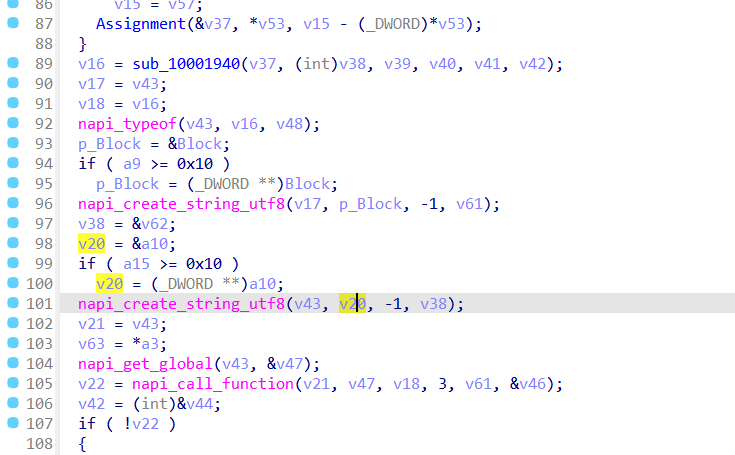 86 v15 = v57;
87 Assignment(&v37, *v53, v15 - (_DWORD)*v53);
88 }
89 v16 = sub_10001940(v37, (int)v38, v39, v40, v41, v42);
90 v17 = v43;
91 v18 = v16;
92 napi_typeof(v43, v16, v48);
93 p_Block = &Block;
94 if ( a9 >= 0x10 )
95 p_Block = (_DWORD **)Block;
96 napi_create_string_utf8(v17, p_Block, -1, v61);
97 v38 = &v62;
98 v20 = &a10;
99 if ( a15 >= 0x10 )
100 v20 = (_DWORD **)a10;
101 napi_create_string_utf8(v43, v20, -1, v38);
102 v21 = v43;
103 v63 = *a3;
104 napi_get_global(v43, &v47);
105 v22 = napi_call_function(v21, v47, v18, 3, v61, &v46);
106 v42 = (int)&v44;
107 if ( !v22 )
108 {